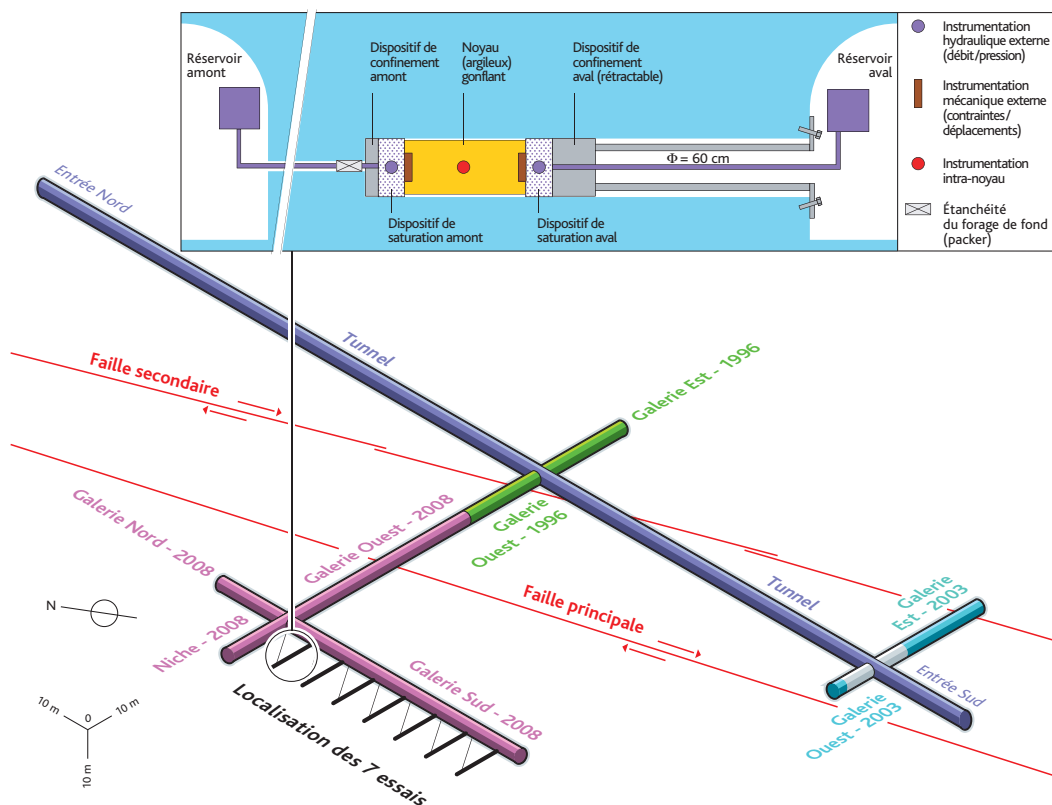 Réservoir
amont
Dispositif de
confinement
amont
Noyau
(argileux)
gonflant
Dispositif de
confinement
aval (rétractable)
Réservoir
aval
Φ = 60 cm
Dispositif de
saturation amont
Dispositif de
saturation aval
Instrumentation
hydraulique externe
(débit/pression)
Instrumentation
mécanique externe
(contraintes/
déplacements)
Instrumentation
intra-noyau
Étanchéité
du forage de fond
(packer)
Entrée Nord
Tunnel
Faille secondaire
Galerie Est - 1996
Galerie
Ouest - 1996
Galerie Ouest - 2008
Galerie Nord - 2008
Niche - 2008
Galerie Sud - 2008
Localisation des 7 essais
Faille principale
Tunnel
Galerie
Est - 2003
Entrée Sud
Galerie
Ouest - 2003
N
10 m
0
10 m
10 m